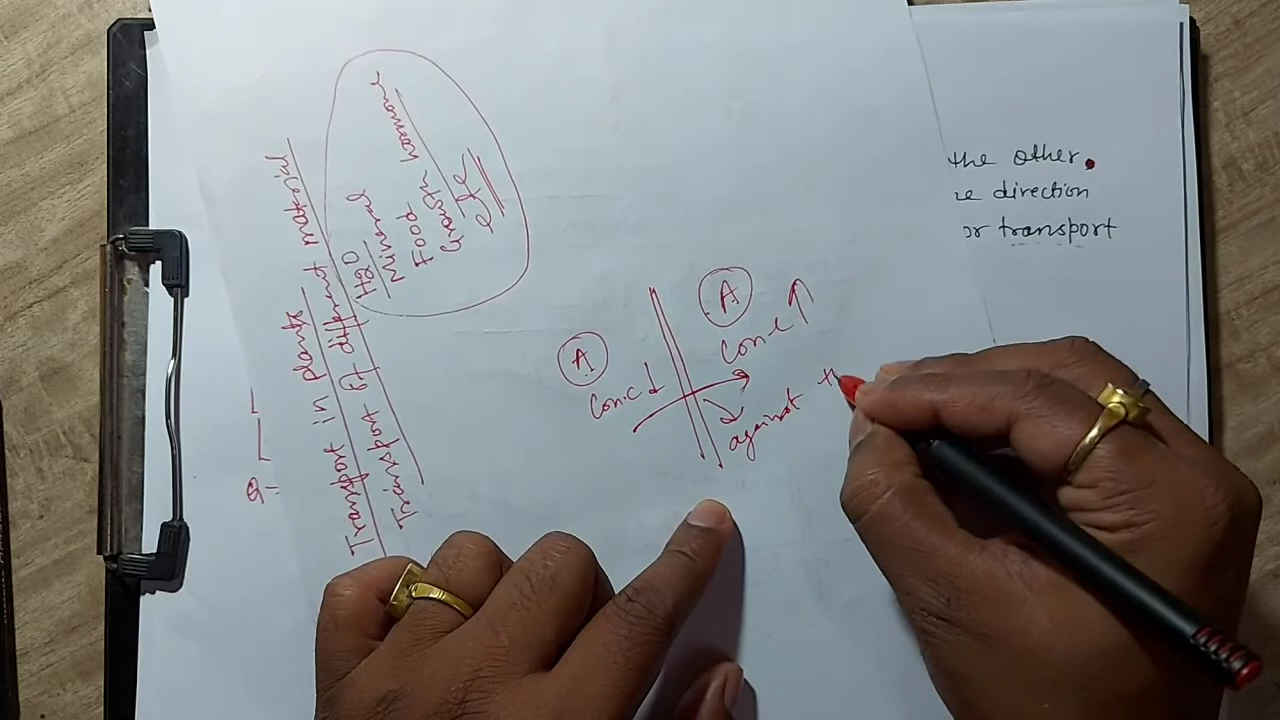 Transport in plants
Transport of different material
H2O
Mineral
Food
Growth hormone
etc
A
Conc ↓
A
Conc ↑
against th
the other.
direction
or transport